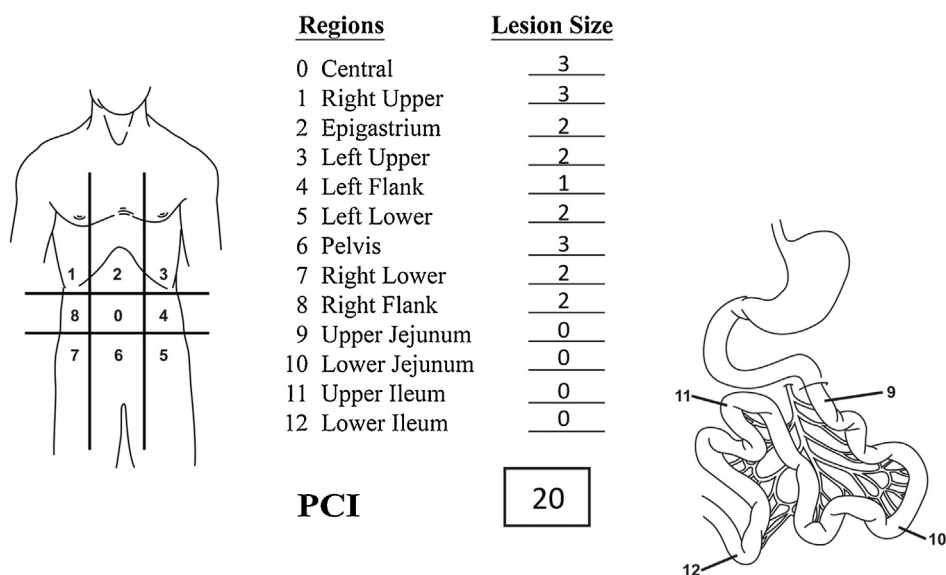 Regions Lesion Size
0 Central 3
1 Right Upper 3
2 Epigastrium 2
3 Left Upper 2
4 Left Flank 1
5 Left Lower 2
6 Pelvis 3
7 Right Lower 2
8 Right Flank 2
9 Upper Jejunum 0
10 Lower Jejunum 0
11 Upper Ileum 0
12 Lower Ileum 0
PCI 20
1 2 3
8 0 4
7 6 5
11 9
10
12